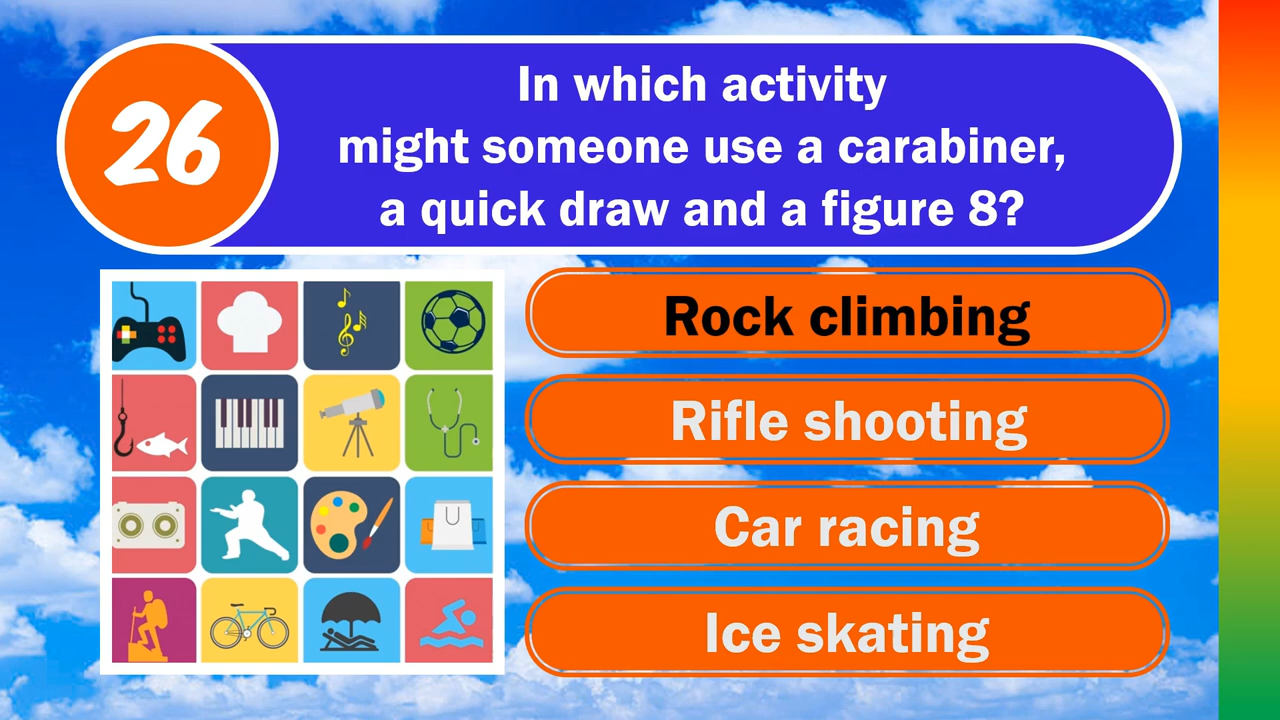 26
In which activity
might someone use a carabiner,
a quick draw and a figure 8?
Rock climbing
Rifle shooting
Car racing
Ice skating